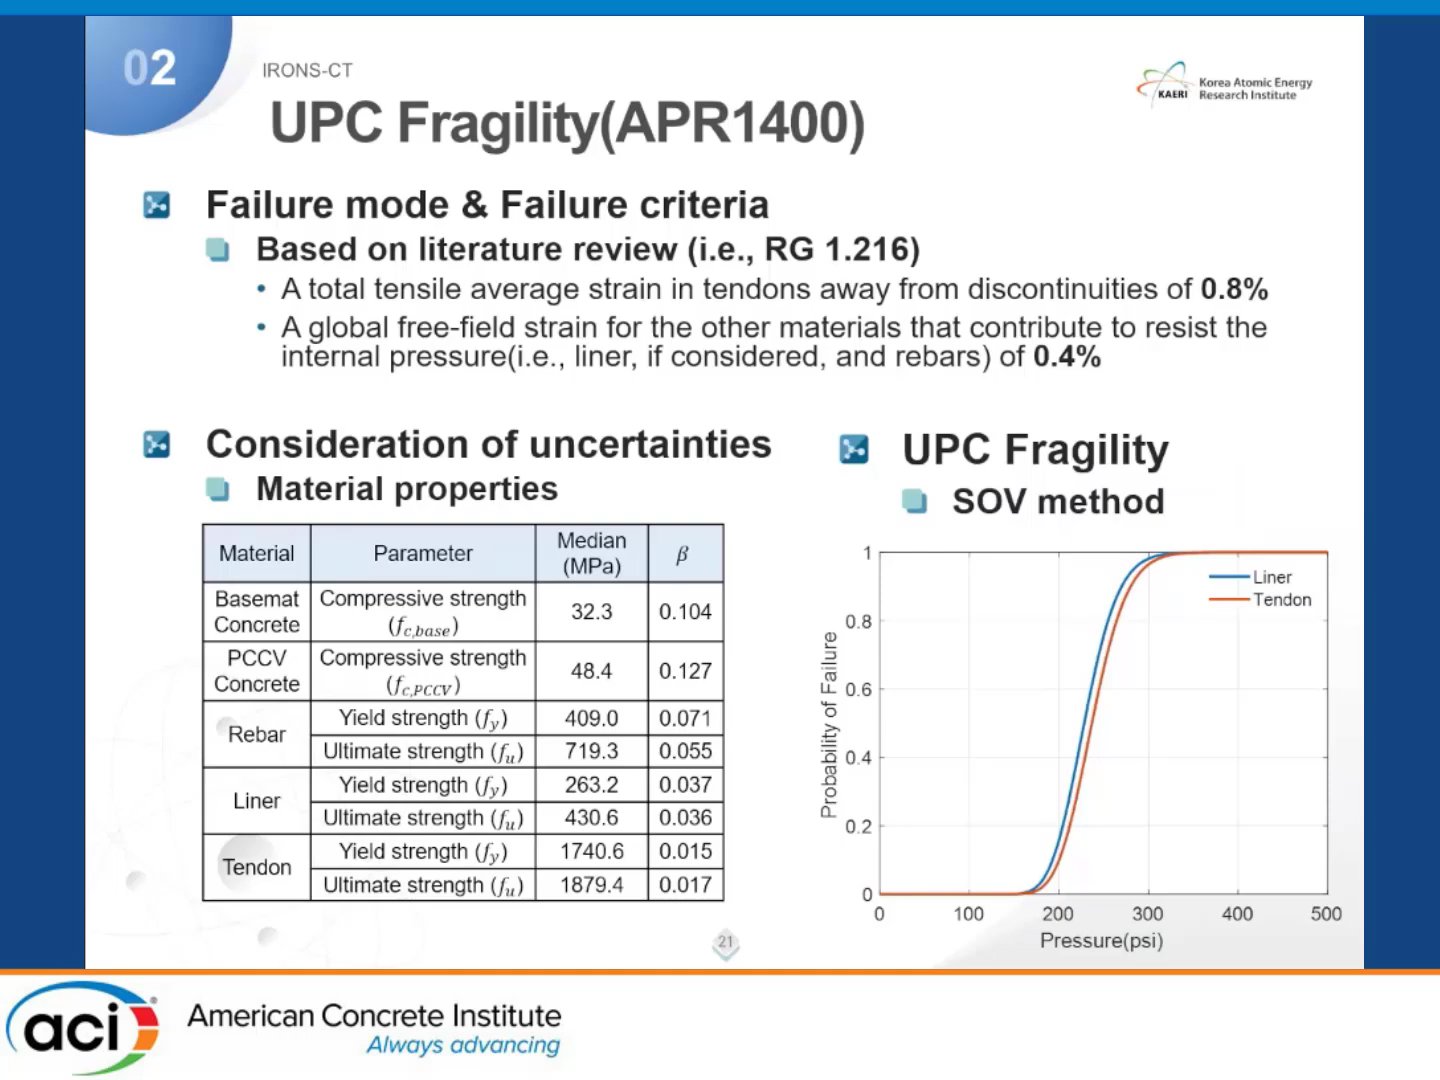 02
IRONS-CT
KAERI
Korea Atomic Energy
Research Institute
UPC Fragility(APR1400)
Failure mode & Failure criteria
Based on literature review (i.e., RG 1.216)
• A total tensile average strain in tendons away from discontinuities of 0.8%
• A global free-field strain for the other materials that contribute to resist the
internal pressure(i.e., liner, if considered, and rebars) of 0.4%
Consideration of uncertainties
Material properties
Material Parameter Median (MPa) β
Basemat Concrete Compressive strength (f_c,base) 32.3 0.104
PCCV Concrete Compressive strength (f_c,PCCV) 48.4 0.127
Rebar Yield strength (f_y) 409.0 0.071
Ultimate strength (f_u) 719.3 0.055
Liner Yield strength (f_y) 263.2 0.037
Ultimate strength (f_u) 430.6 0.036
Tendon Yield strength (f_y) 1740.6 0.015
Ultimate strength (f_u) 1879.4 0.017
UPC Fragility
SOV method
Probability of Failure
1
0.8
0.6
0.4
0.2
0
Liner
Tendon
0 100 200 300 400 500
Pressure(psi)
21
aci
American Concrete Institute
Always advancing